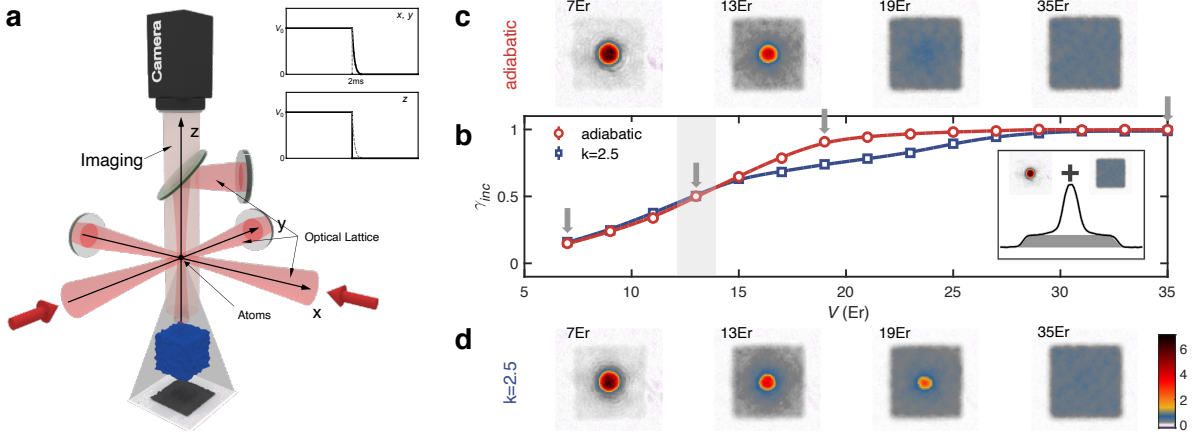 a
Camera
z
Imaging
y
Optical Lattice
Atoms
x
x, y
V₀
0
2ms
z
V₀
0
c
adiabatic
7Er
13Er
19Er
35Er
b
adiabatic
k=2.5
γinc
1
0.5
0
5
10
15
20
25
30
35
V (Er)
d
k=2.5
7Er
13Er
19Er
35Er
6
4
2
0